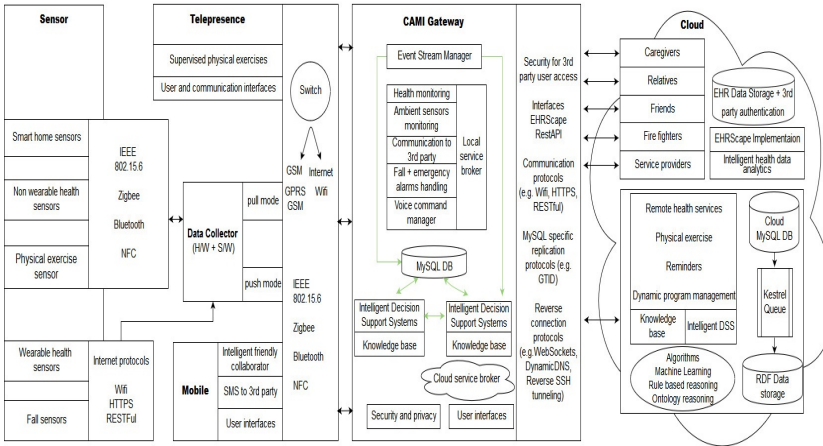 Sensor
Smart home sensors
Non wearable health
sensors
Physical exercise
sensor
IEEE
802.15.6
Zigbee
Bluetooth
NFC
Wearable health
sensors
Fall sensors
Internet protocols
Wifi
HTTPS
RESTFul
Telepresence
Supervised physical exercises
User and communication interfaces
Switch
GSM
GPRS
GSM
Internet
Wifi
Data Collector
(H/W + S/W)
pull mode
push mode
IEEE
802.15.6
Zigbee
Bluetooth
NFC
Mobile
Intelligent friendly
collaborator
SMS to 3rd party
User interfaces
CAMI Gateway
Event Stream Manager
Health monitoring
Ambient sensors
monitoring
Communication to
3rd party
Fall + emergency
alarms handling
Voice command
manager
Local
service
broker
MySQL DB
Intelligent Decision
Support Systems
Knowledge base
Intelligent Decision
Support Systems
Knowledge base
Cloud service broker
Security and privacy
User interfaces
Security for 3rd
party user access
Interfaces
EHRScape
RestAPI
Communication
protocols
(e.g. Wifi, HTTPS,
RESTful)
MySQL specific
replication
protocols (e.g.
GTID)
Reverse
connection
protocols
(e.g.WebSockets,
DynamicDNS,
Reverse SSH
tunneling)
Cloud
Caregivers
Relatives
Friends
Fire fighters
Service providers
EHR Data Storage + 3rd
party authentication
EHRScape Implementaion
Intelligent health data
analytics
Remote health services
Physical exercise
Reminders
Dynamic program management
Knowledge
base
Intelligent DSS
Algorithms
Machine Learning
Rule based reasoning
Ontology reasoning
Cloud
MySQL DB
Kestrel
Queue
RDF Data
storage